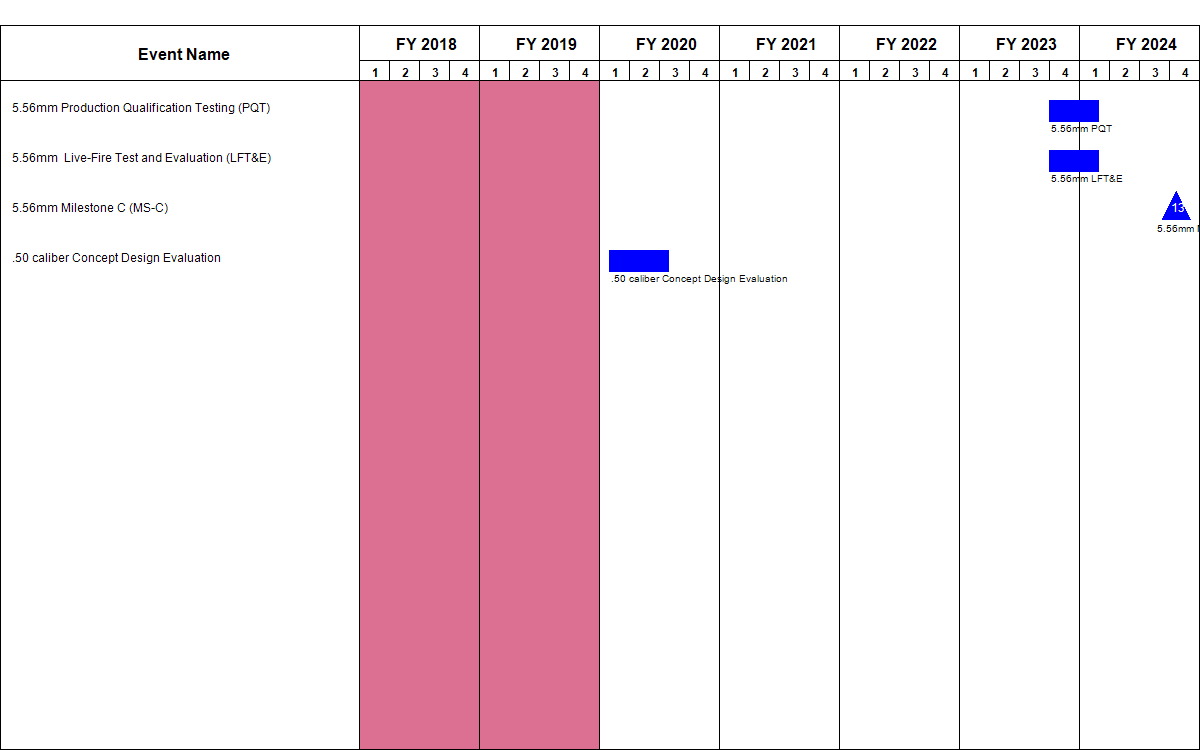 Event Name FY 2018 FY 2019 FY 2020 FY 2021 FY 2022 FY 2023 FY 2024
1 2 3 4 1 2 3 4 1 2 3 4 1 2 3 4 1 2 3 4 1 2 3 4 1 2 3 4
5.56mm Production Qualification Testing (PQT)
5.56mm PQT
5.56mm  Live-Fire Test and Evaluation (LFT&E)
5.56mm LFT&E
5.56mm Milestone C (MS-C)
13
5.56mm
.50 caliber Concept Design Evaluation
.50 caliber Concept Design Evaluation